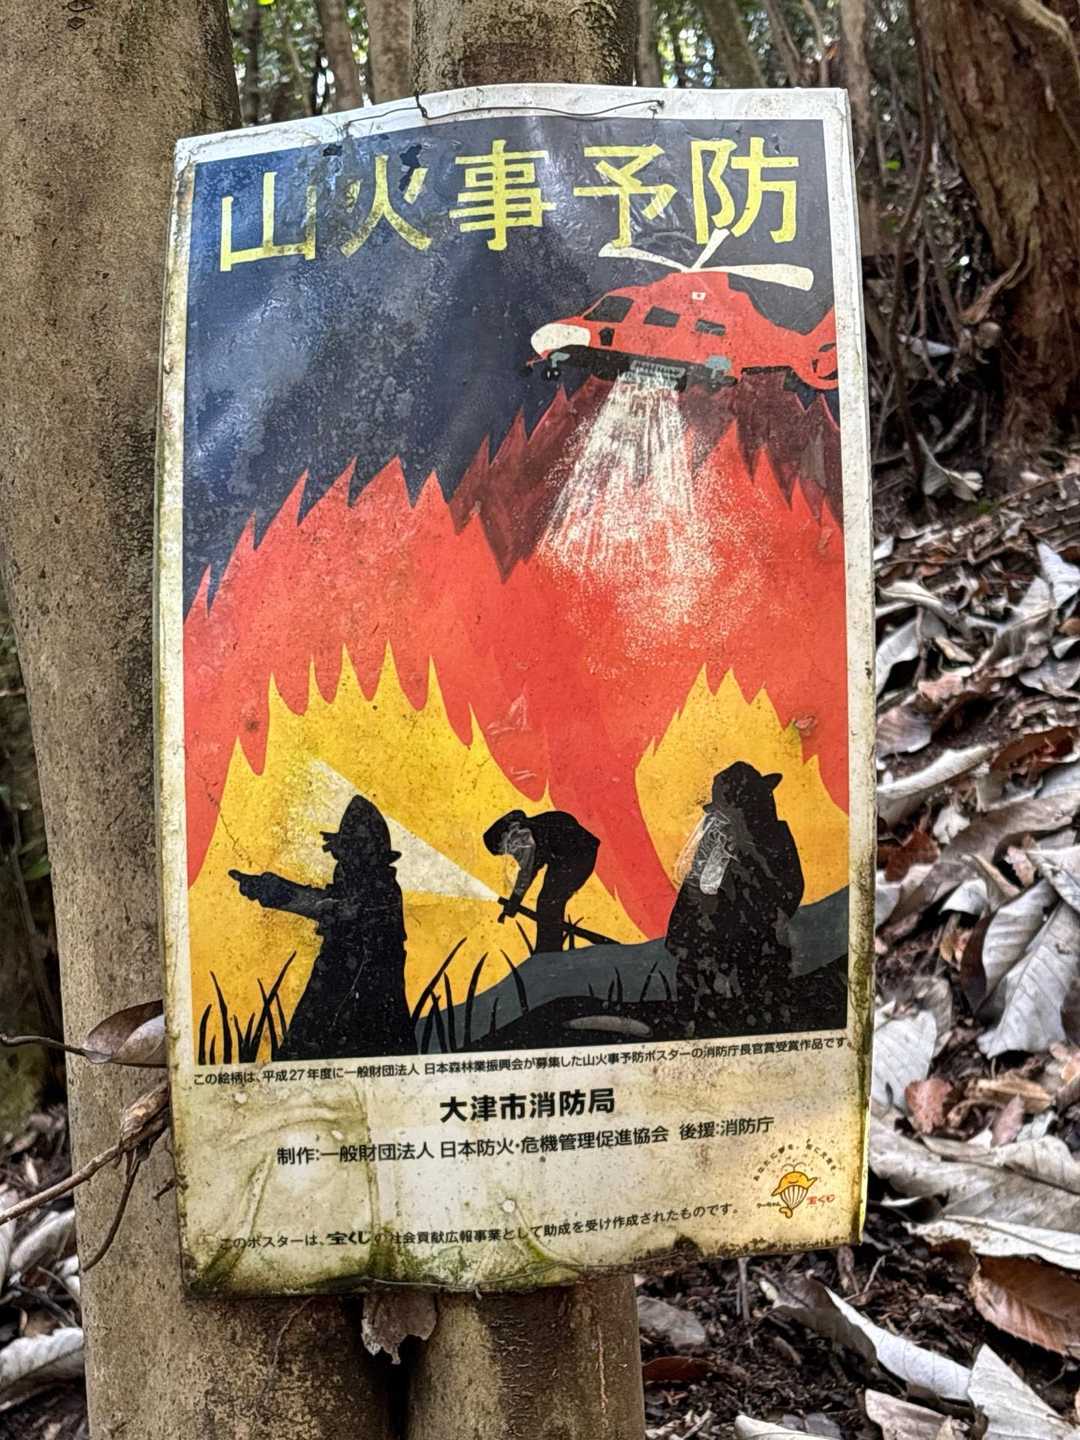 山火事予防
この絵柄は、平成27年度に一般財団法人 日本森林業振興会が募集した山火事予防ポスターの消防庁長官賞受賞作品です。
大津市消防局
制作:一般財団法人 日本防火・危機管理促進協会 後援:消防庁
宝くじ
このポスターは、宝くじの社会貢献広報事業として助成を受け作成されたものです。